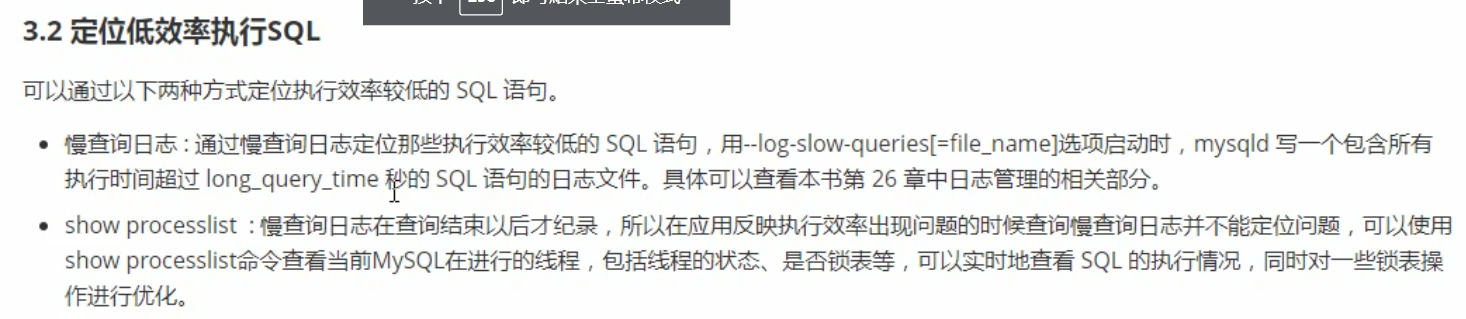 3.2 定位低效率执行SQL
可以通过以下两种方式定位执行效率较低的 SQL 语句。
慢查询日志 : 通过慢查询日志定位那些执行效率较低的 SQL 语句，用--log-slow-queries[=file_name]选项启动时，mysqld 写一个包含所有
执行时间超过 long_query_time 秒的 SQL 语句的日志文件。具体可以查看本书第 26 章中日志管理的相关部分。
show processlist : 慢查询日志在查询结束以后才纪录，所以在应用反映执行效率出现问题的时候查询慢查询日志并不能定位问题，可以使用
show processlist命令查看当前MySQL在进行的线程，包括线程的状态、是否锁表等，可以实时地查看 SQL 的执行情况，同时对一些锁表操
作进行优化。